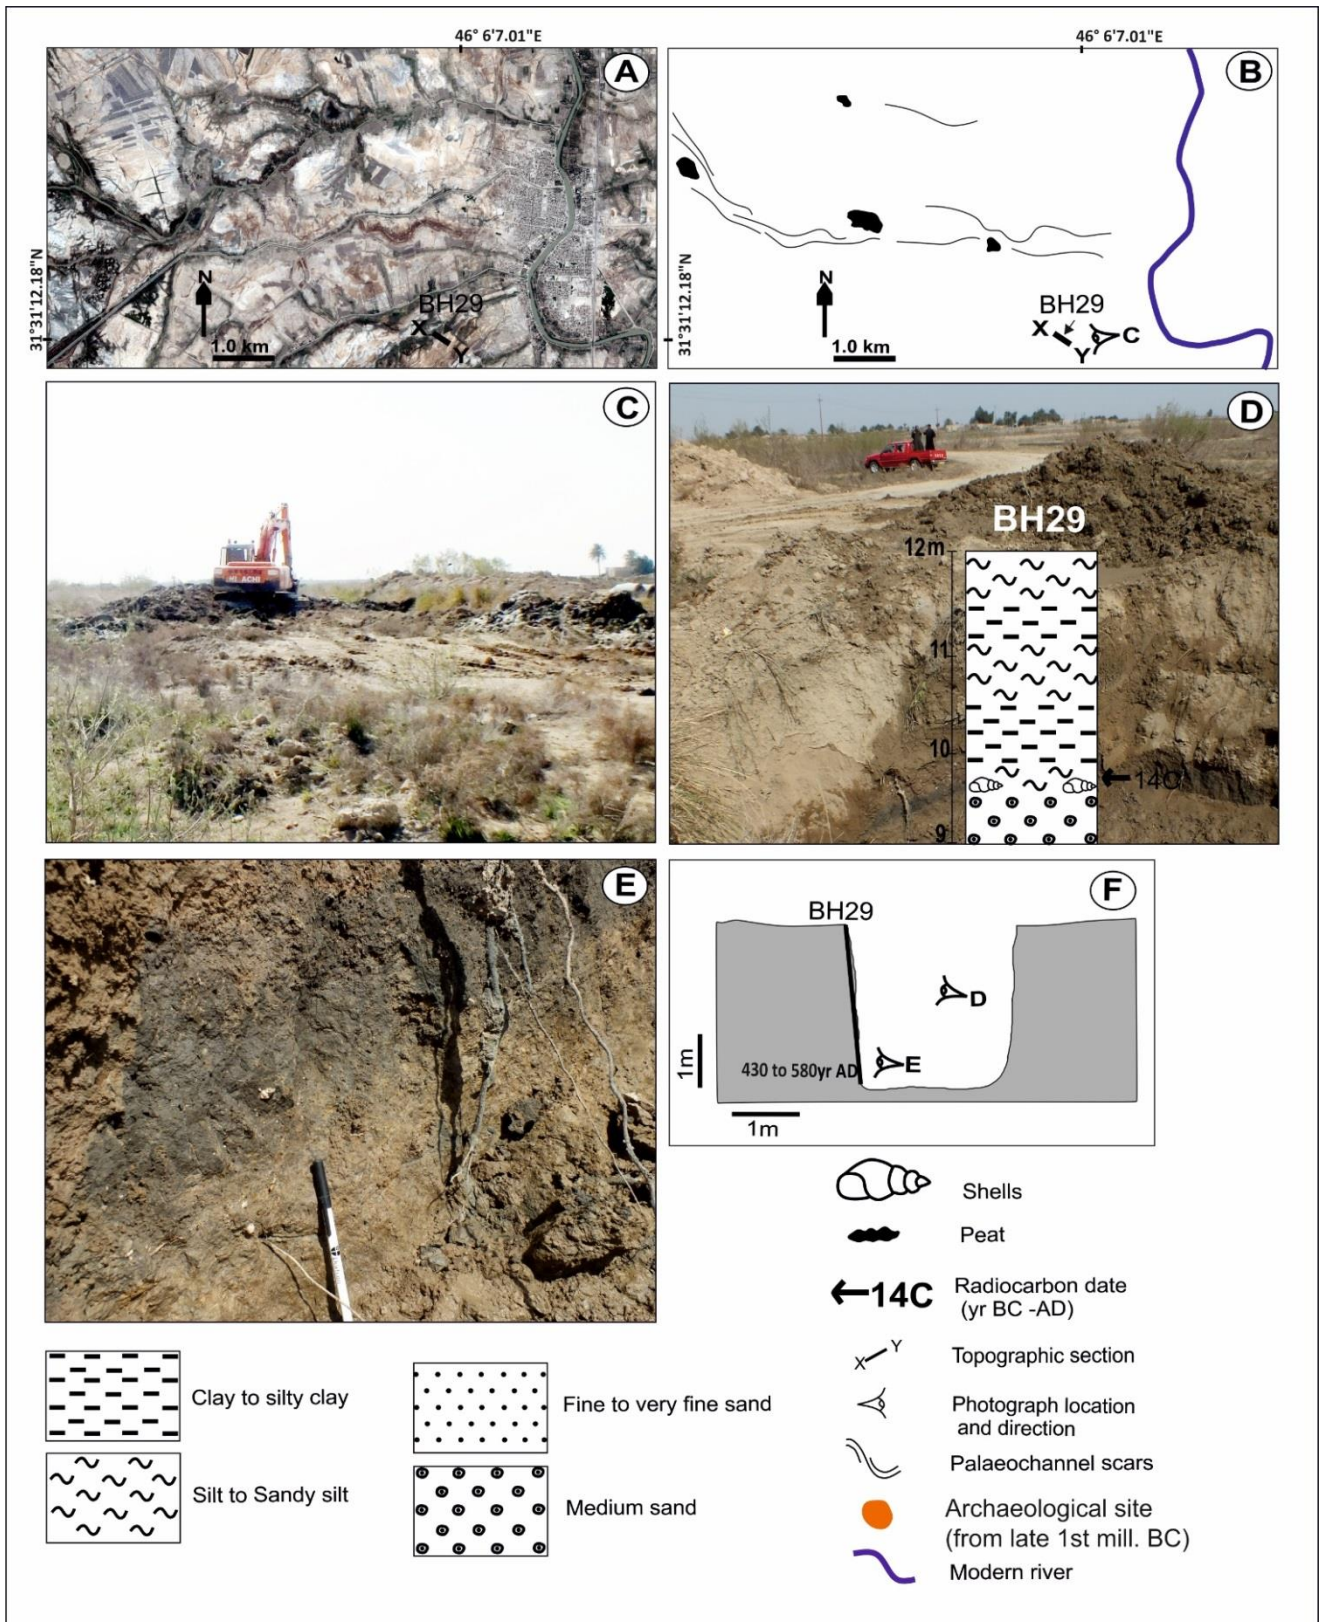 46° 6'7.01"E
46° 6'7.01"E
A
B
31°31'12.18"N
N
1.0 km
BH29
X
Y
31°31'12.18"N
N
1.0 km
BH29
X
Y
C
C
HITACHI
D
BH29
12m
11
10
9
14C
E
F
BH29
D
E
430 to 580yr AD
1m
1m
Shells
Peat
14C
Radiocarbon date
(yr BC -AD)
X
Y
Topographic section
Photograph location
and direction
Palaeochannel scars
Archaeological site
(from late 1st mill. BC)
Modern river
Clay to silty clay
Silt to Sandy silt
Fine to very fine sand
Medium sand